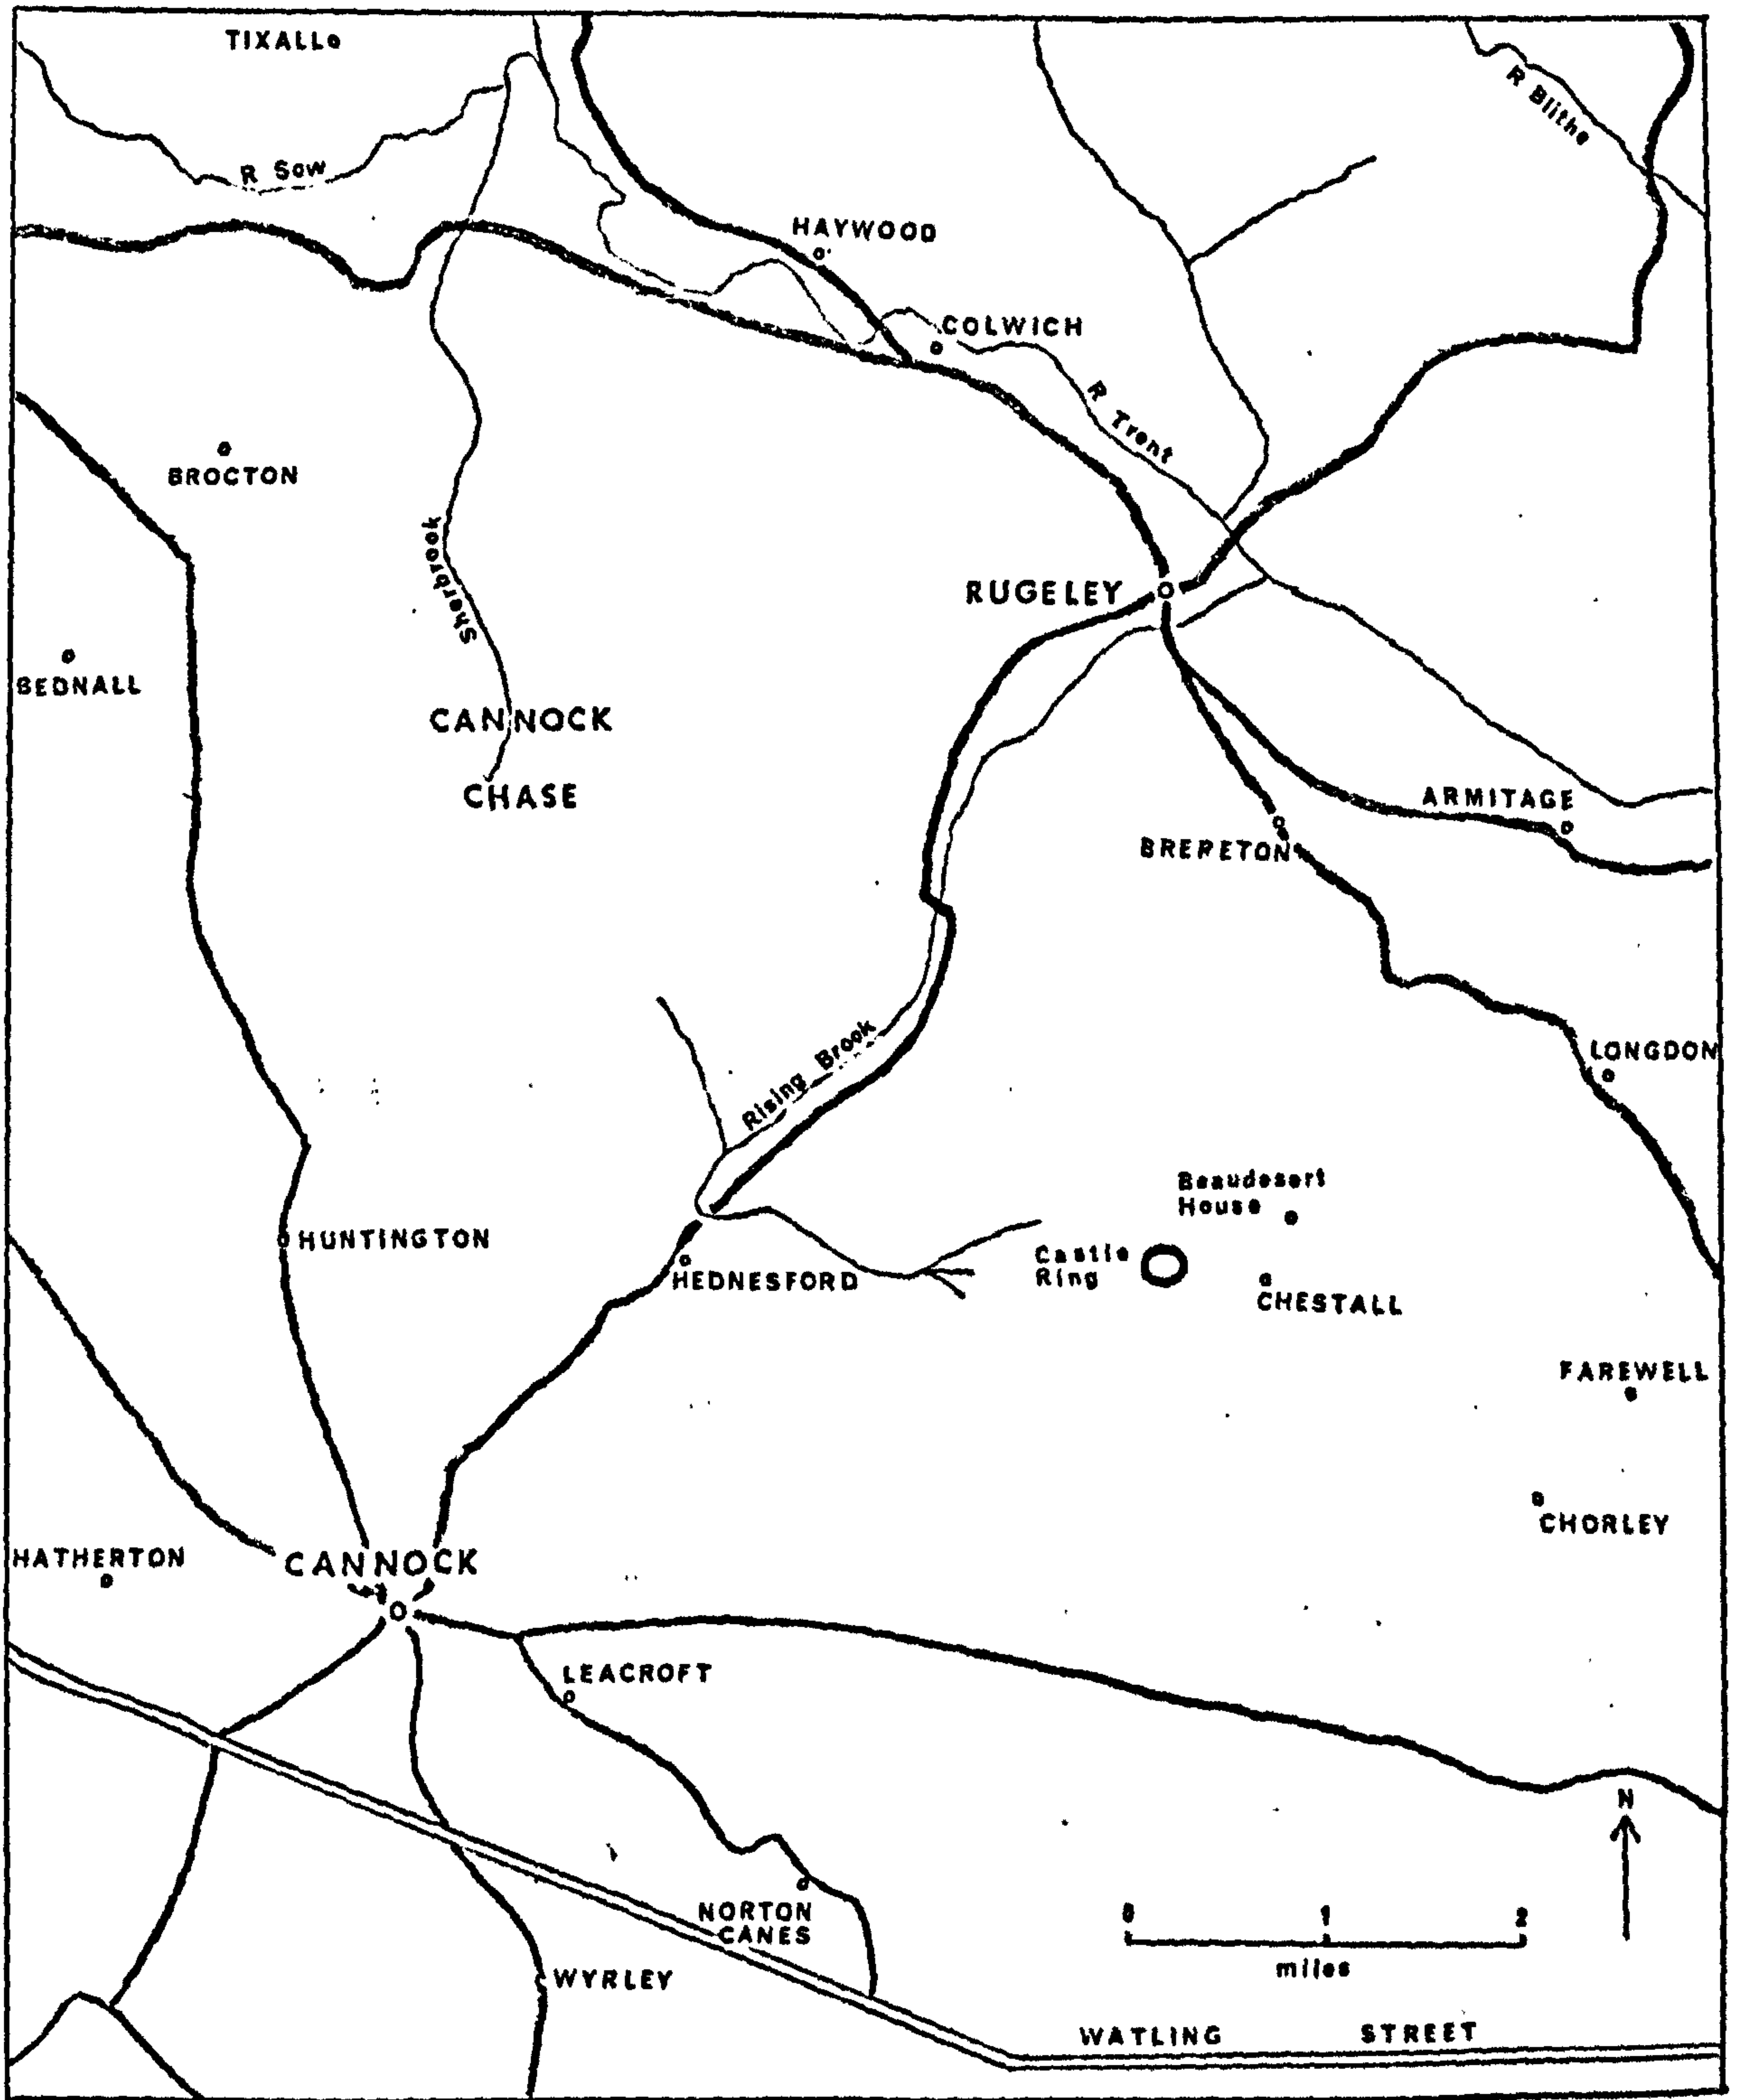 TIXALL
R Sow
R Blithe
HAYWOOD
COLWICH
R Trent
BROCTON
Sherbrook
RUGELEY
BEDNALL
CANNOCK
CHASE
ARMITAGE
BRERETON
LONGDON
Rising Brook
Beaudesert
House
HUNTINGTON
HEDNESFORD
Castle
Ring
CHESTALL
FAREWELL
CHORLEY
HATHERTON
CANNOCK
LEACROFT
N
NORTON
CANES
0 1 2
miles
WYRLEY
WATLING STREET